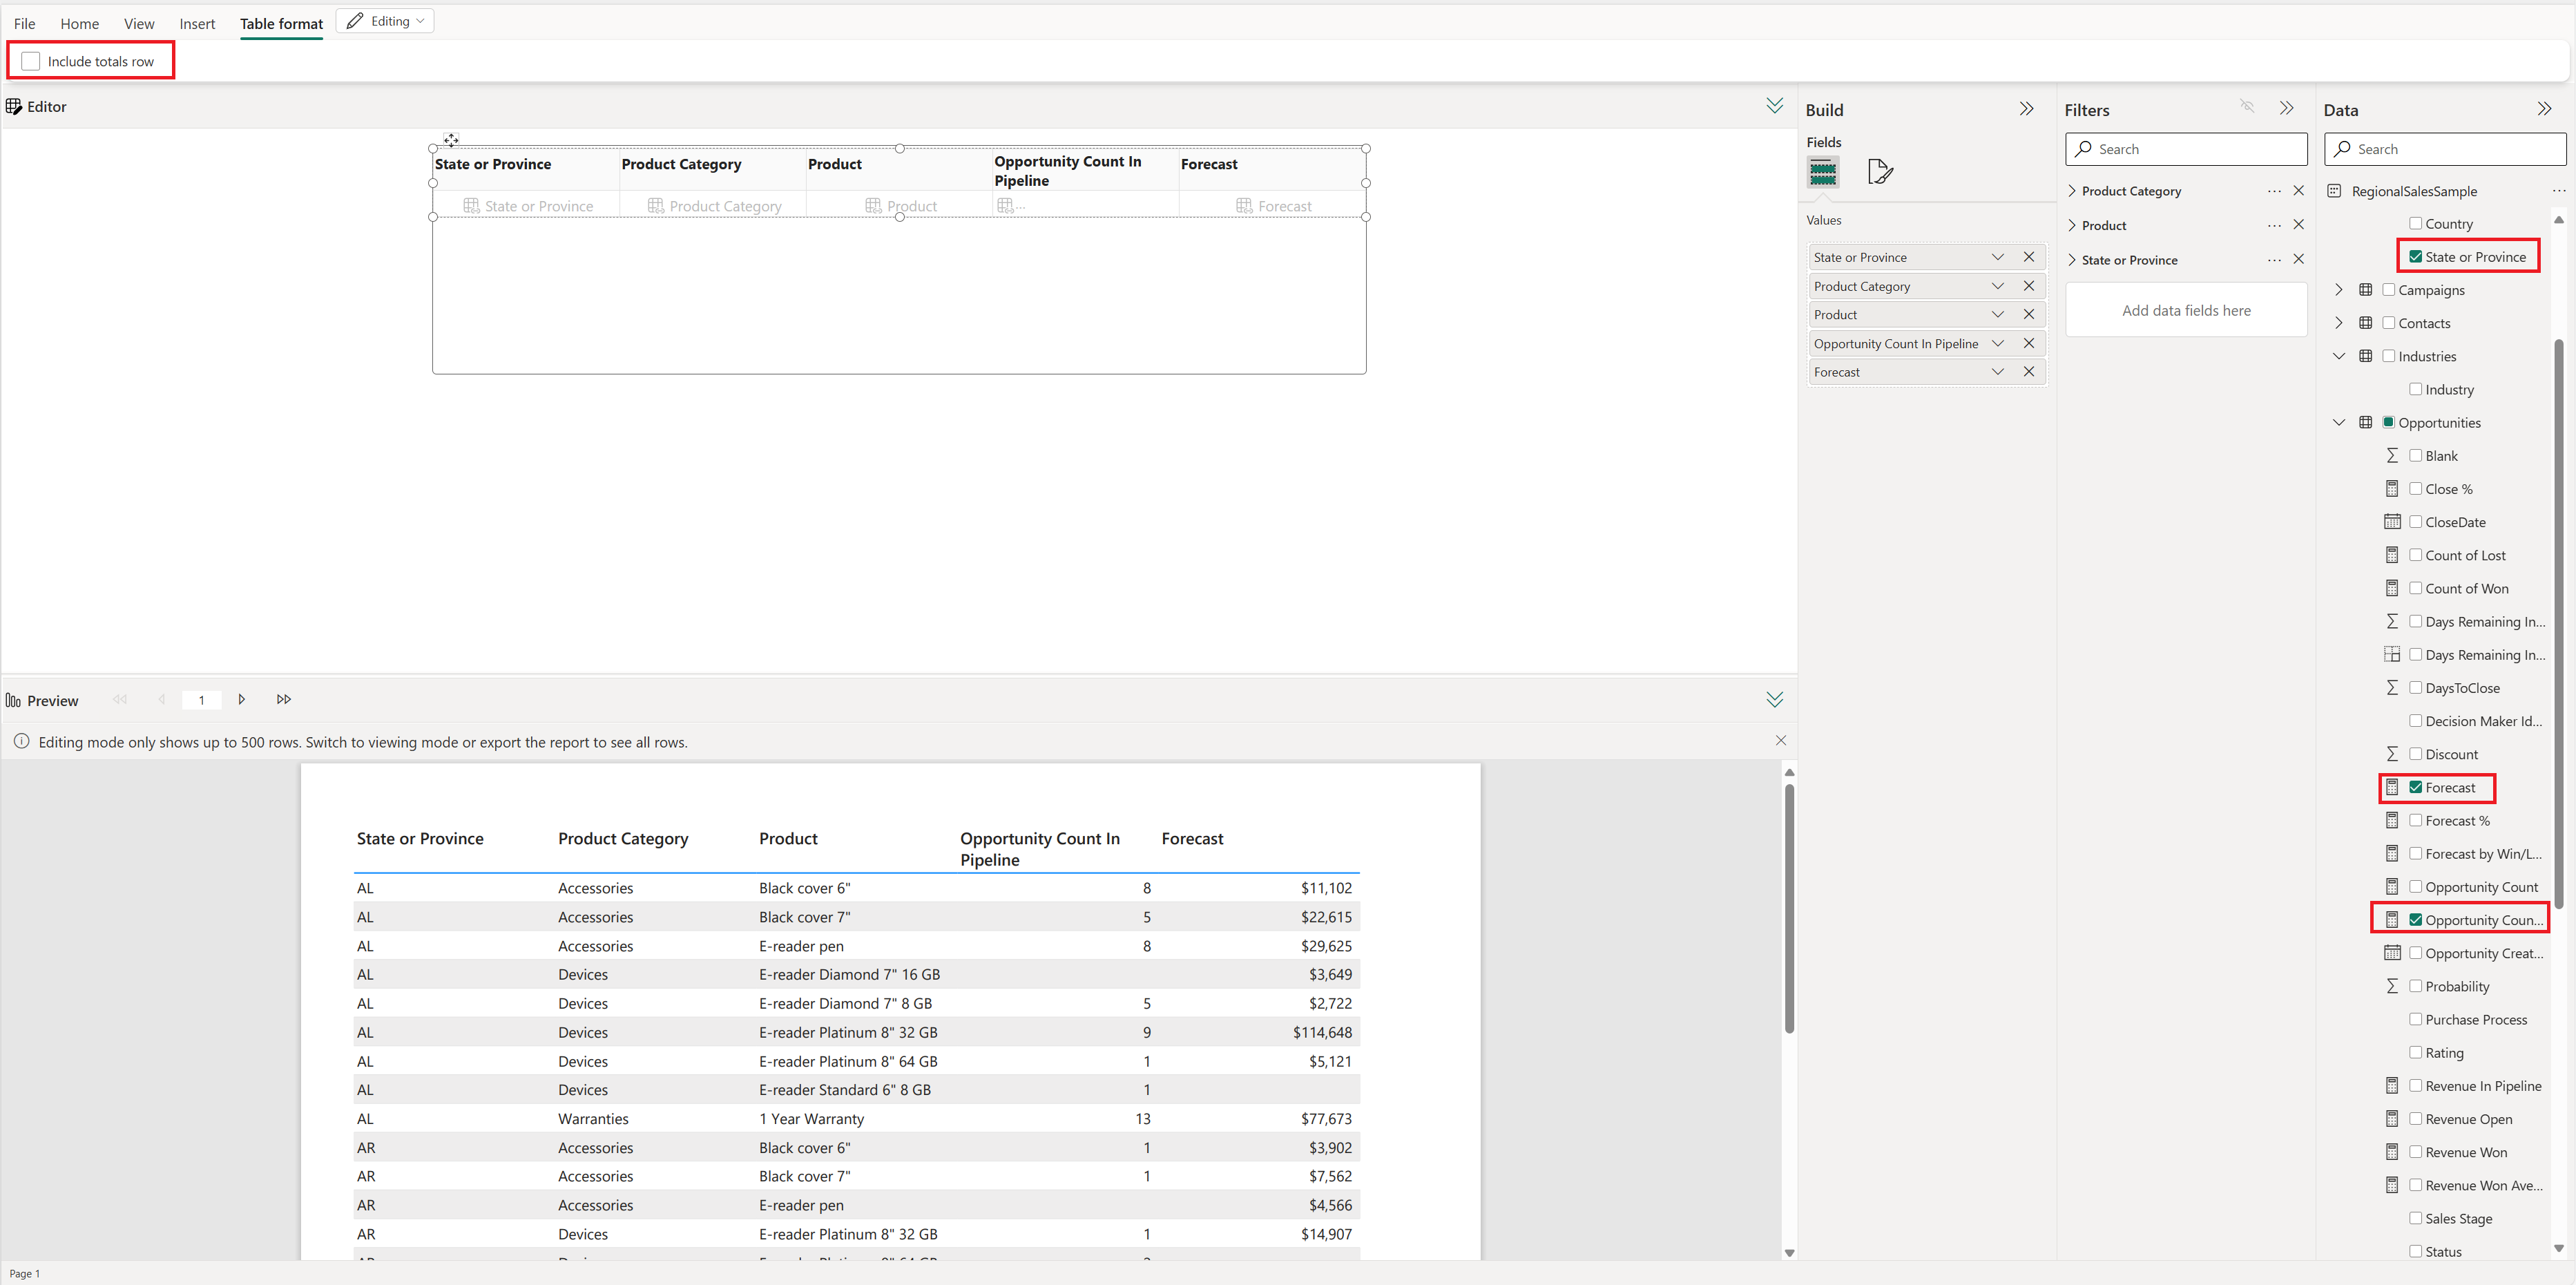 File Home View Insert Table format Editing
Include totals row
Editor
State or Province Product Category Product Opportunity Count In Pipeline Forecast
State or Province Product Category Product ... Forecast
Build
Fields
Values
State or Province
Product Category
Product
Opportunity Count In Pipeline
Forecast
Filters
Search
Product Category ...
Product ...
State or Province ...
Add data fields here
Data
Search
RegionalSalesSample ...
Country
State or Province
Campaigns
Contacts
Industries
Industry
Opportunities
Blank
Close %
CloseDate
Count of Lost
Count of Won
Days Remaining In...
Days Remaining In...
DaysToClose
Decision Maker Id...
Discount
Forecast
Forecast %
Forecast by Win/L...
Opportunity Count
Opportunity Coun...
Opportunity Creat...
Probability
Purchase Process
Rating
Revenue In Pipeline
Revenue Open
Revenue Won
Revenue Won Ave...
Sales Stage
Status
Preview 1
Editing mode only shows up to 500 rows. Switch to viewing mode or export the report to see all rows.
State or Province Product Category Product Opportunity Count In Pipeline Forecast
AL Accessories Black cover 6" 8 $11,102
AL Accessories Black cover 7" 5 $22,615
AL Accessories E-reader pen 8 $29,625
AL Devices E-reader Diamond 7" 16 GB $3,649
AL Devices E-reader Diamond 7" 8 GB 5 $2,722
AL Devices E-reader Platinum 8" 32 GB 9 $114,648
AL Devices E-reader Platinum 8" 64 GB 1 $5,121
AL Devices E-reader Standard 6" 8 GB 1
AL Warranties 1 Year Warranty 13 $77,673
AR Accessories Black cover 6" 1 $3,902
AR Accessories Black cover 7" 1 $7,562
AR Accessories E-reader pen $4,566
AR Devices E-reader Platinum 8" 32 GB 1 $14,907
Page 1